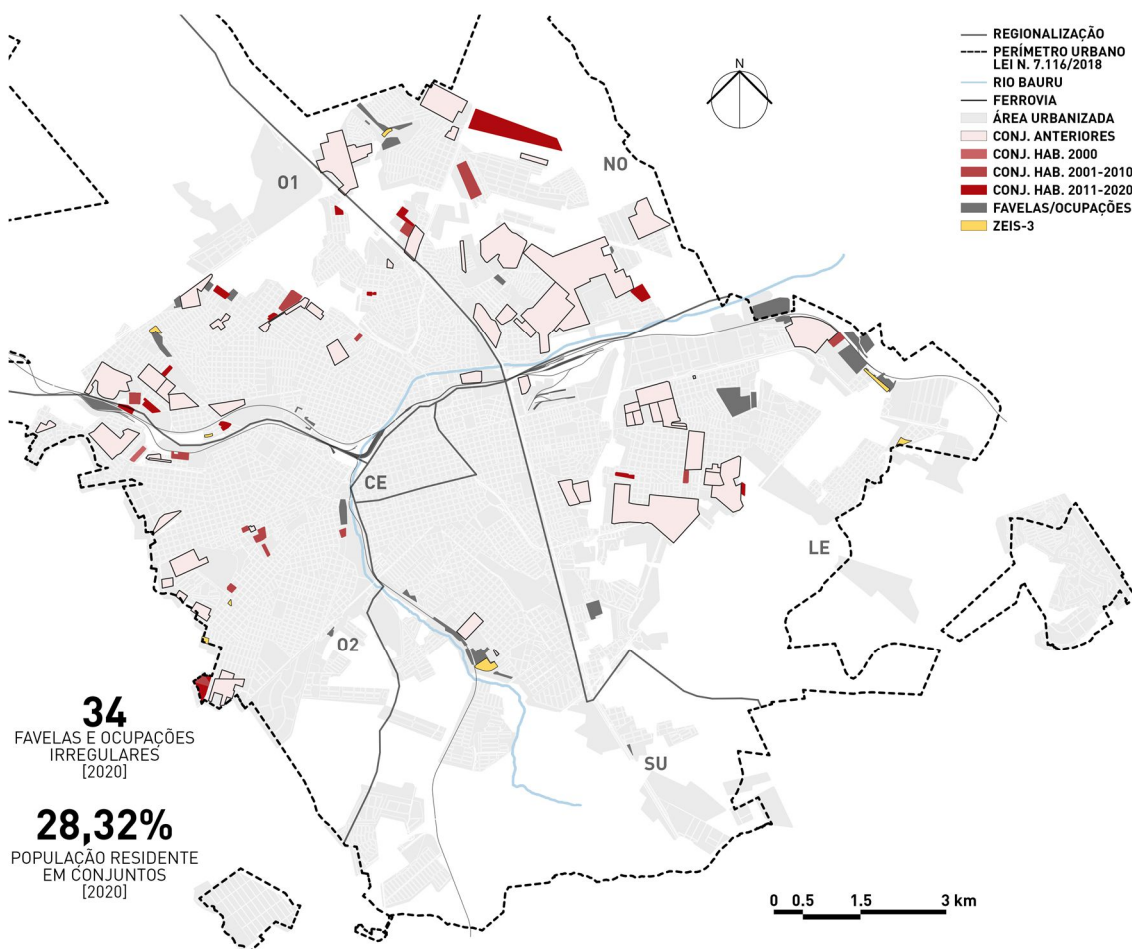 REGIONALIZAÇÃO
PERÍMETRO URBANO
LEI N. 7.116/2018
RIO BAURU
FERROVIA
ÁREA URBANIZADA
CONJ. ANTERIORES
CONJ. HAB. 2000
CONJ. HAB. 2001-2010
CONJ. HAB. 2011-2020
FAVELAS/OCUPAÇÕES
ZEIS-3
N
NO
O1
CE
LE
O2
SU
34
FAVELAS E OCUPAÇÕES
IRREGULARES
[2020]
28,32%
POPULAÇÃO RESIDENTE
EM CONJUNTOS
[2020]
0 0.5 1.5 3 km